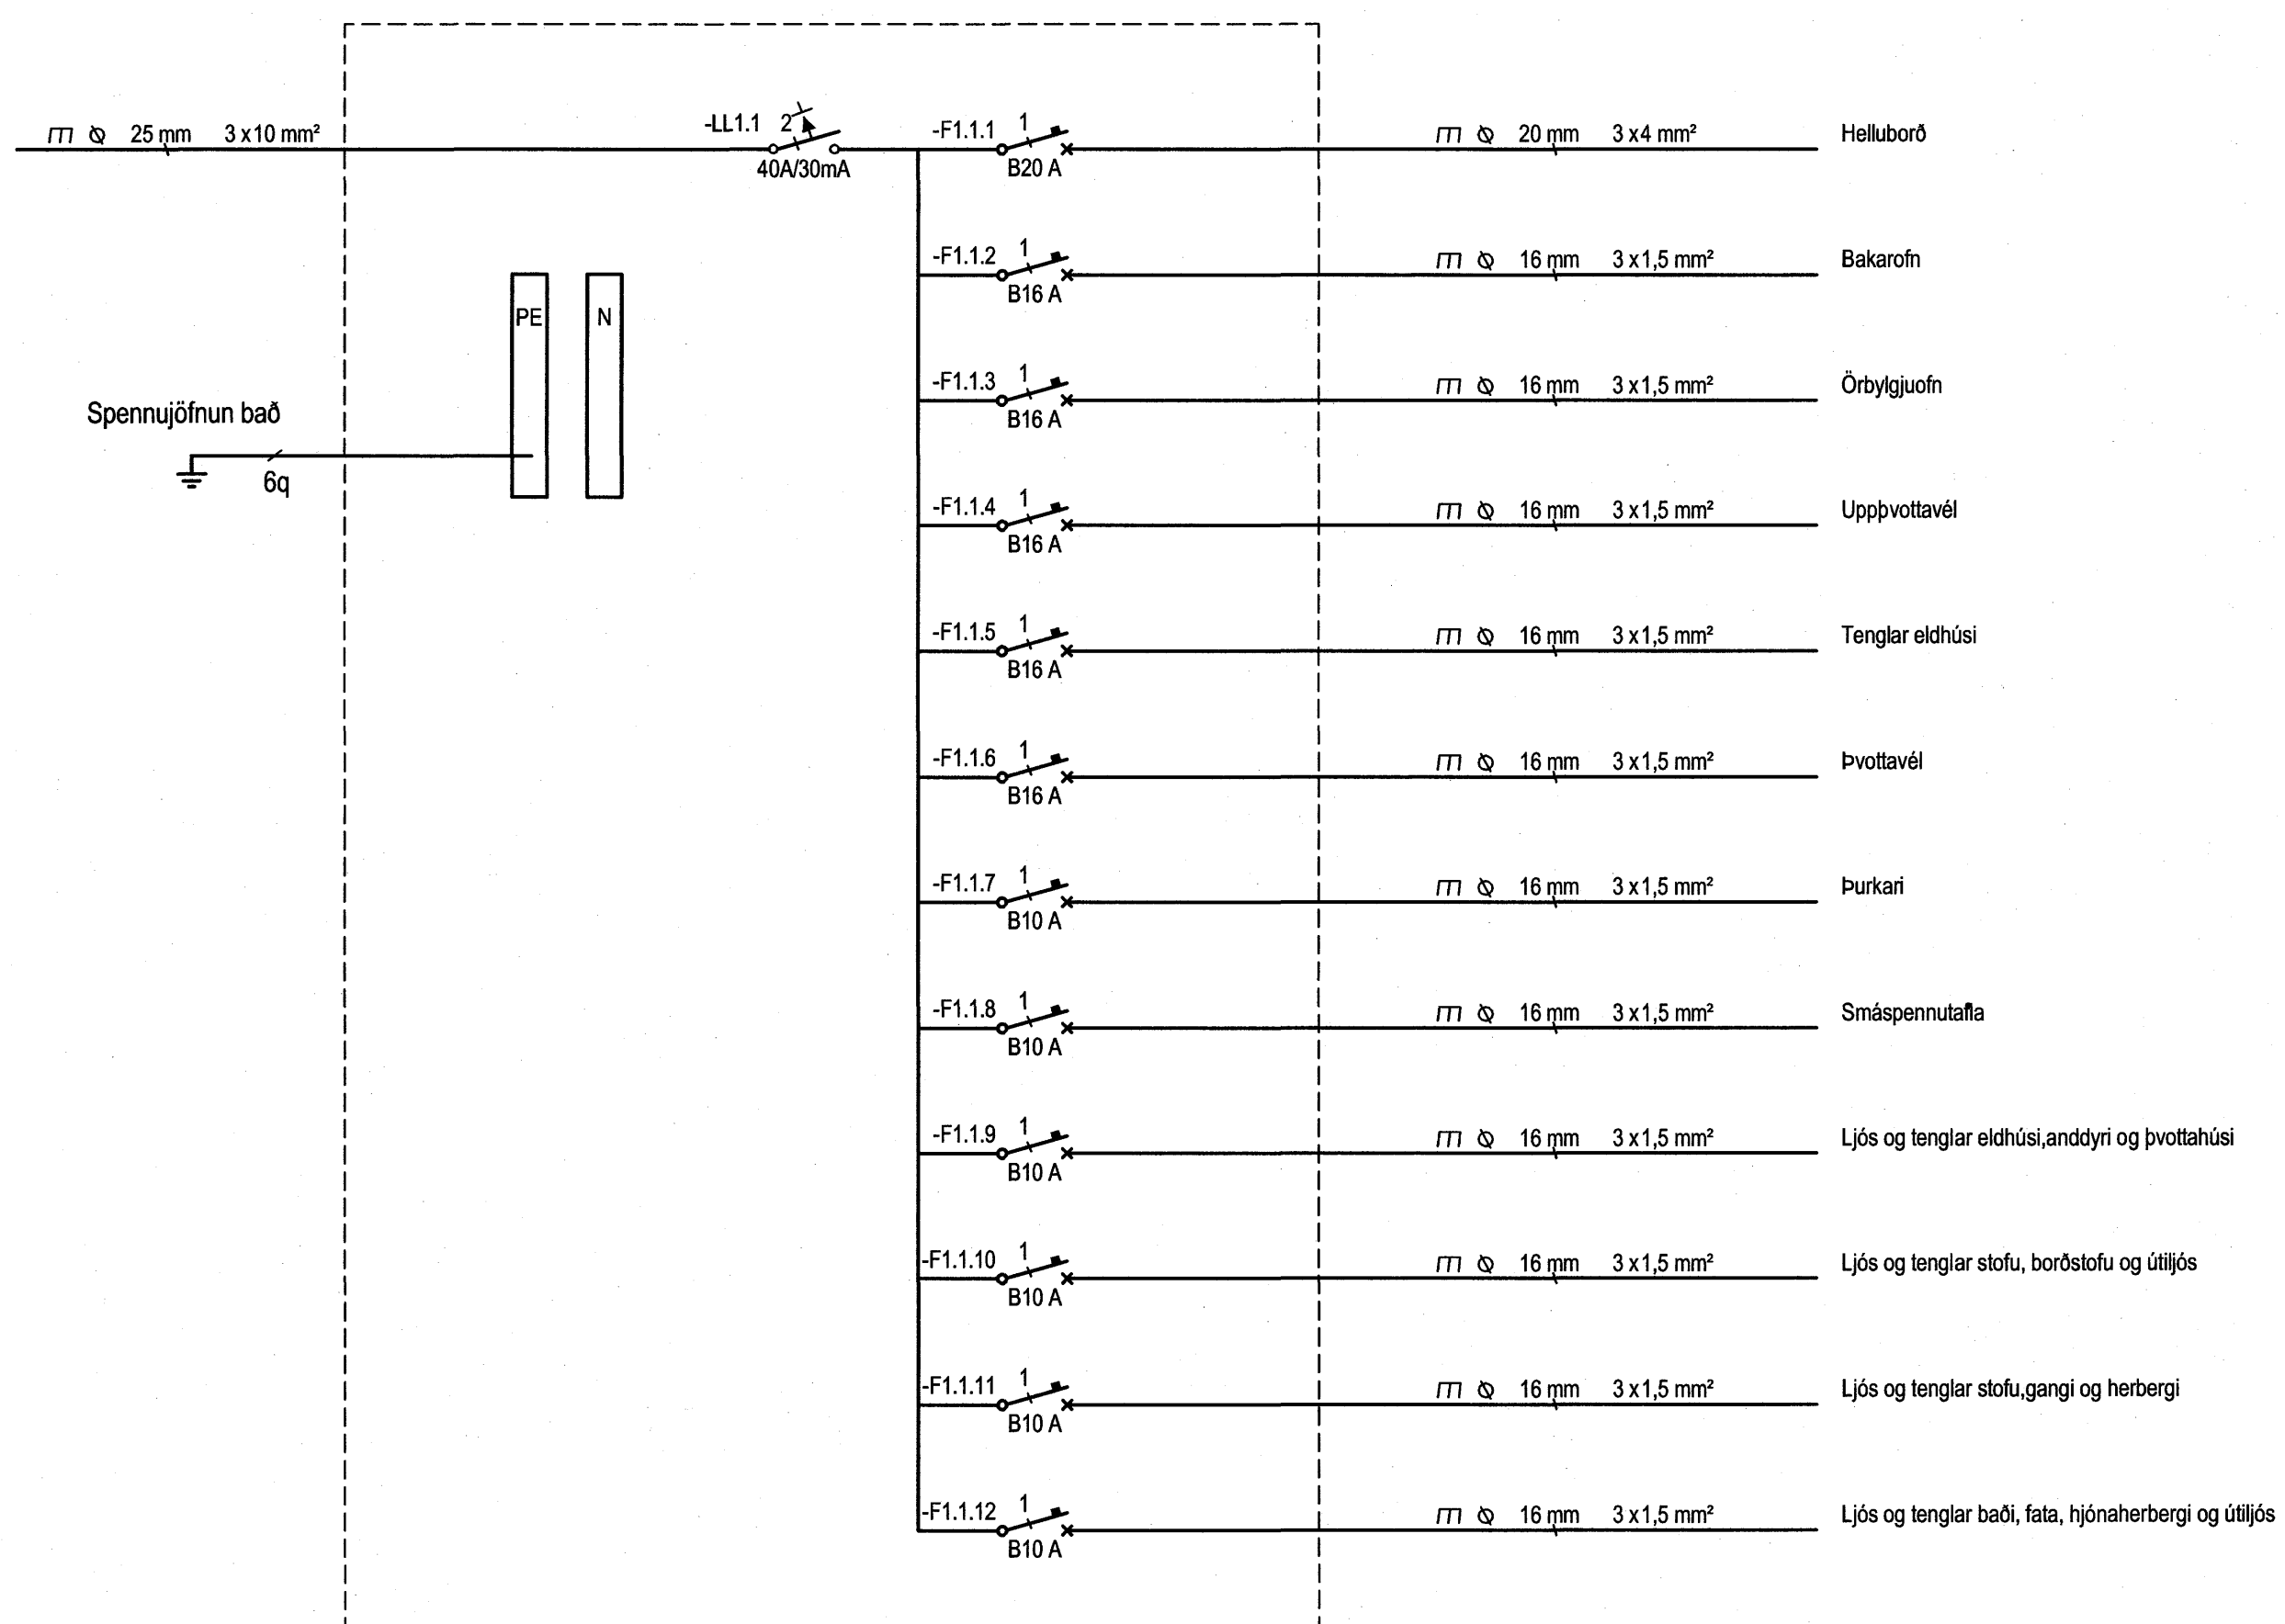 25 mm 3 x 10 mm²
-LL1.1 2
40A/30mA
-F1.1.1 1
B20 A
20 mm 3 x 4 mm² Helluborð
-F1.1.2 1
B16 A
16 mm 3 x 1,5 mm² Bakarofn
PE N
-F1.1.3 1
B16 A
16 mm 3 x 1,5 mm² Örbylgjuofn
Spennujöfnun bað
6q
-F1.1.4 1
B16 A
16 mm 3 x 1,5 mm² Uppþvottavél
-F1.1.5 1
B16 A
16 mm 3 x 1,5 mm² Tenglar eldhúsi
-F1.1.6 1
B16 A
16 mm 3 x 1,5 mm² Þvottavél
-F1.1.7 1
B10 A
16 mm 3 x 1,5 mm² Þurkari
-F1.1.8 1
B10 A
16 mm 3 x 1,5 mm² Smáspennutafla
-F1.1.9 1
B10 A
16 mm 3 x 1,5 mm² Ljós og tenglar eldhúsi,anddyri og þvottahúsi
-F1.1.10 1
B10 A
16 mm 3 x 1,5 mm² Ljós og tenglar stofu, borðstofu og útiljós
-F1.1.11 1
B10 A
16 mm 3 x 1,5 mm² Ljós og tenglar stofu,gangi og herbergi
-F1.1.12 1
B10 A
16 mm 3 x 1,5 mm² Ljós og tenglar baði, fata, hjónaherbergi og útiljós